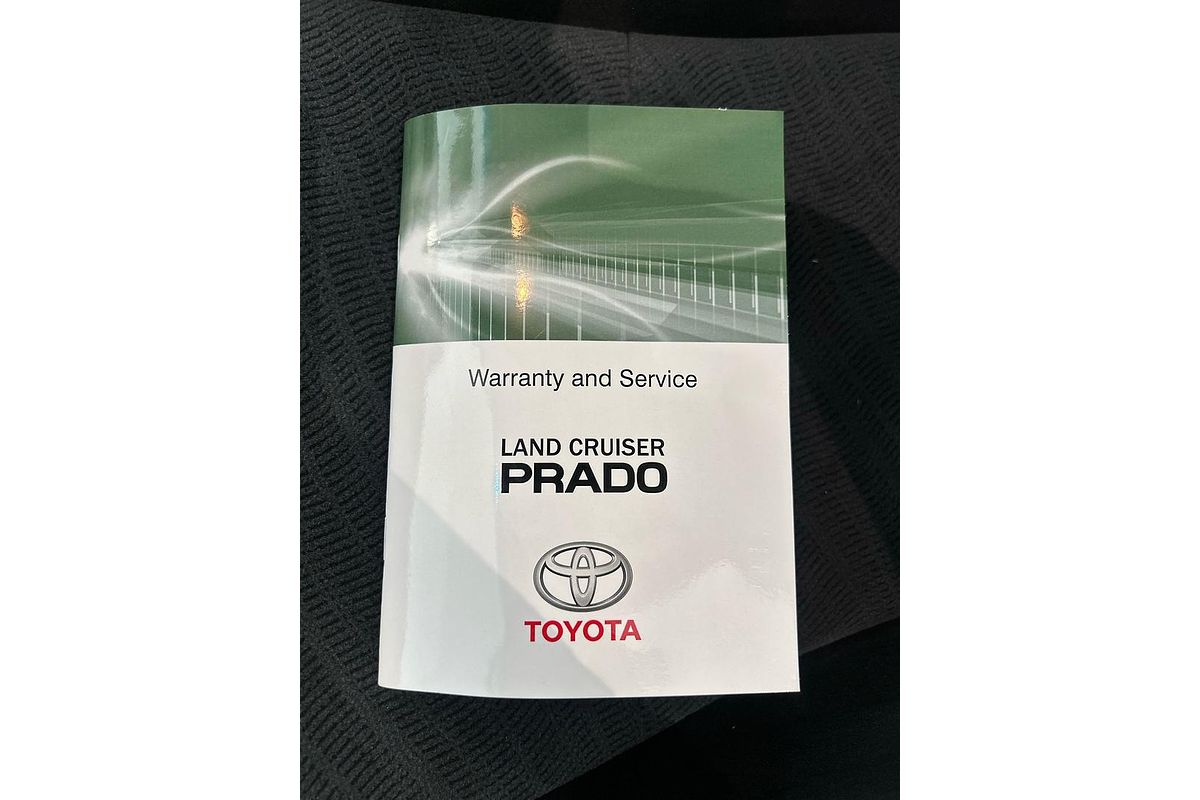 Warranty and Service
LAND CRUISER
PRADO
TOYOTA